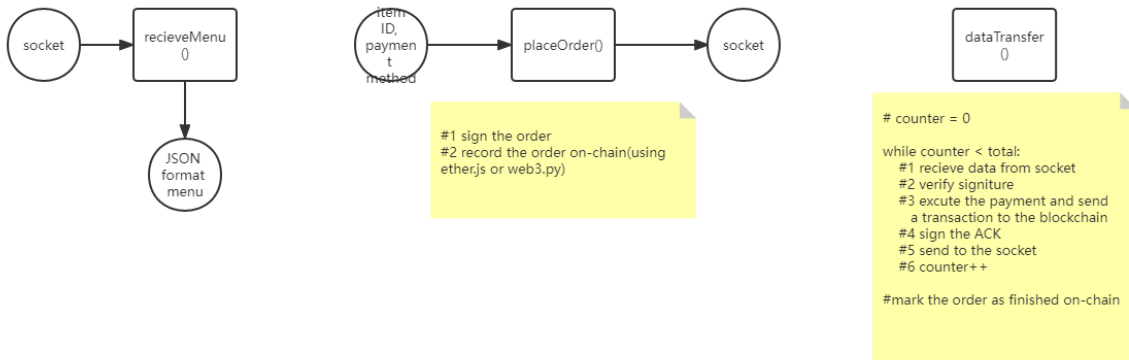 socket
recieveMenu
()
JSON
format
menu
item
ID,
paymen
t
method
placeOrder()
socket
#1 sign the order
#2 record the order on-chain(using
ether.js or web3.py)
dataTransfer
()
# counter = 0
while counter < total:
#1 recieve data from socket
#2 verify signiture
#3 excute the payment and send
a transaction to the blockchain
#4 sign the ACK
#5 send to the socket
#6 counter++
#mark the order as finished on-chain